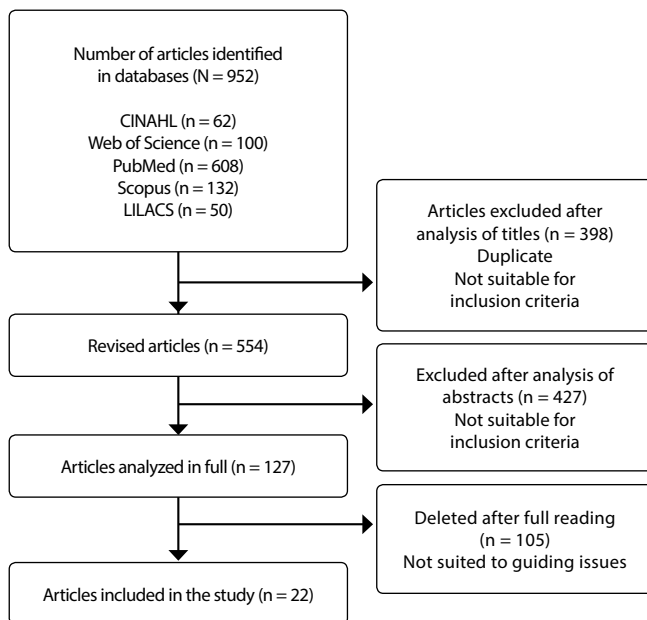 Number of articles identified
in databases (N = 952)
CINAHL (n = 62)
Web of Science (n = 100)
PubMed (n = 608)
Scopus (n = 132)
LILACS (n = 50)
Articles excluded after
analysis of titles (n = 398)
Duplicate
Not suitable for
inclusion criteria
Revised articles (n = 554)
Excluded after analysis of
abstracts (n = 427)
Not suitable for
inclusion criteria
Articles analyzed in full (n = 127)
Deleted after full reading
(n = 105)
Not suited to guiding issues
Articles included in the study (n = 22)